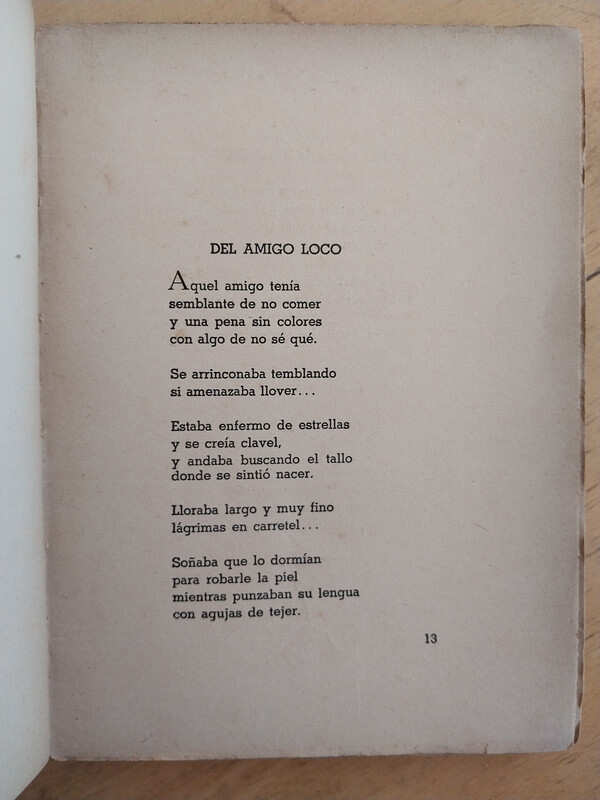 DEL AMIGO LOCO
Aquel amigo tenía
semblante de no comer
y una pena sin colores
con algo de no sé qué.
Se arrinconaba temblando
si amenazaba llover...
Estaba enfermo de estrellas
y se creía clavel,
y andaba buscando el tallo
donde se sintió nacer.
Lloraba largo y muy fino
lágrimas en carretel...
Soñaba que lo dormían
para robarle la piel
mientras punzaban su lengua
con agujas de tejer.
13